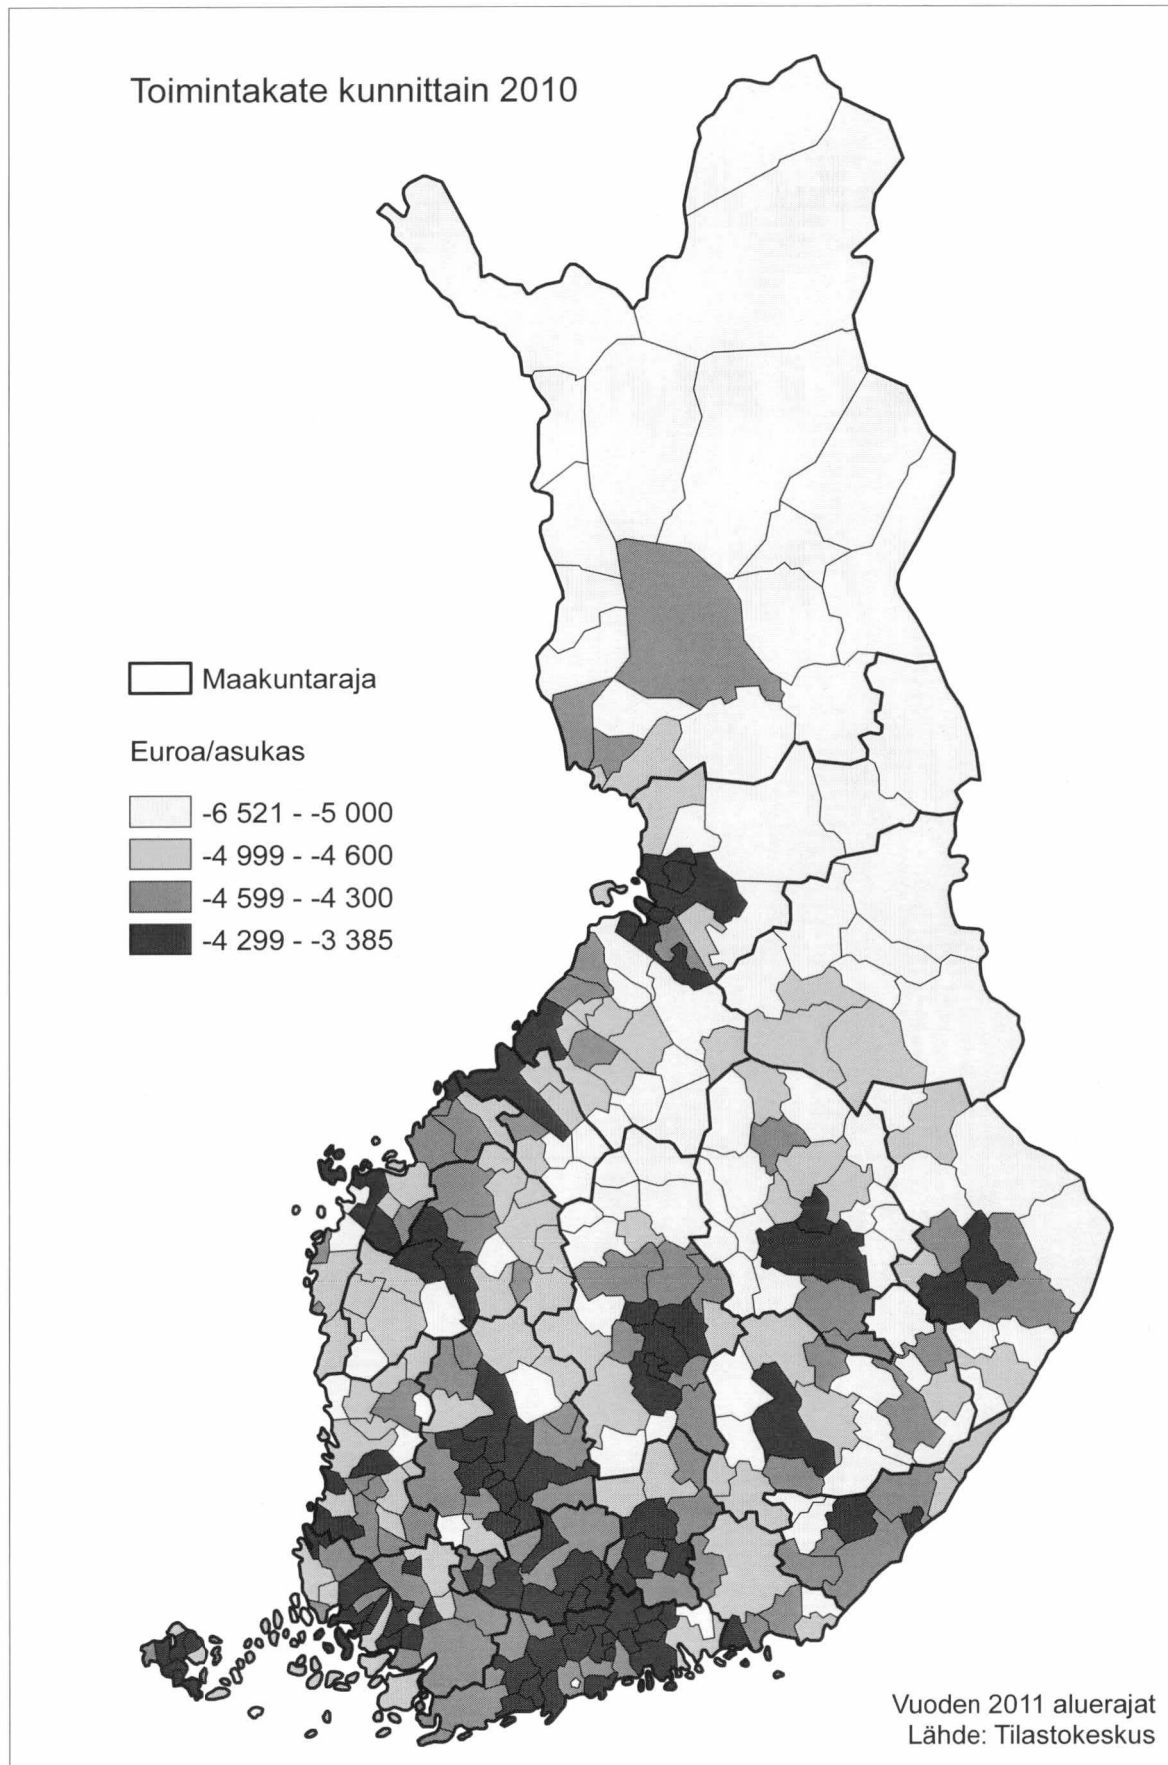 Toimintakate kunnittain 2010
Maakuntaraja
Euroa/asukas
-6 521 - -5 000
-4 999 - -4 600
-4 599 - -4 300
-4 299 - -3 385
Vuoden 2011 aluerajat
Lähde: Tilastokeskus